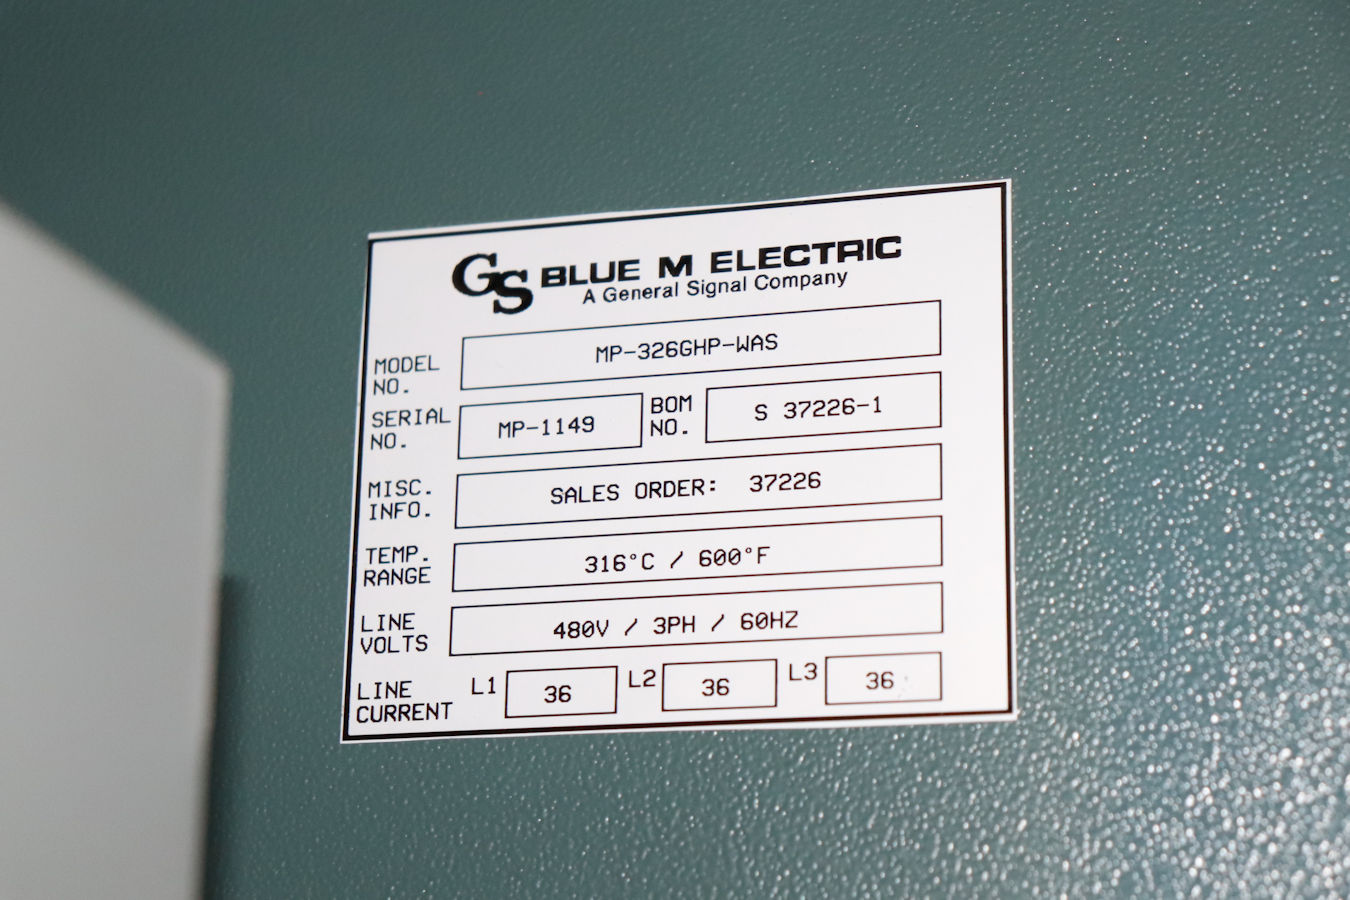 GS BLUE M ELECTRIC
A General Signal Company
MODEL NO. MP-326GHP-WAS
SERIAL NO. MP-1149 BOM NO. S 37226-1
MISC. INFO. SALES ORDER: 37226
TEMP. RANGE 316°C / 600°F
LINE VOLTS 480V / 3PH / 60HZ
LINE CURRENT L1 36 L2 36 L3 36